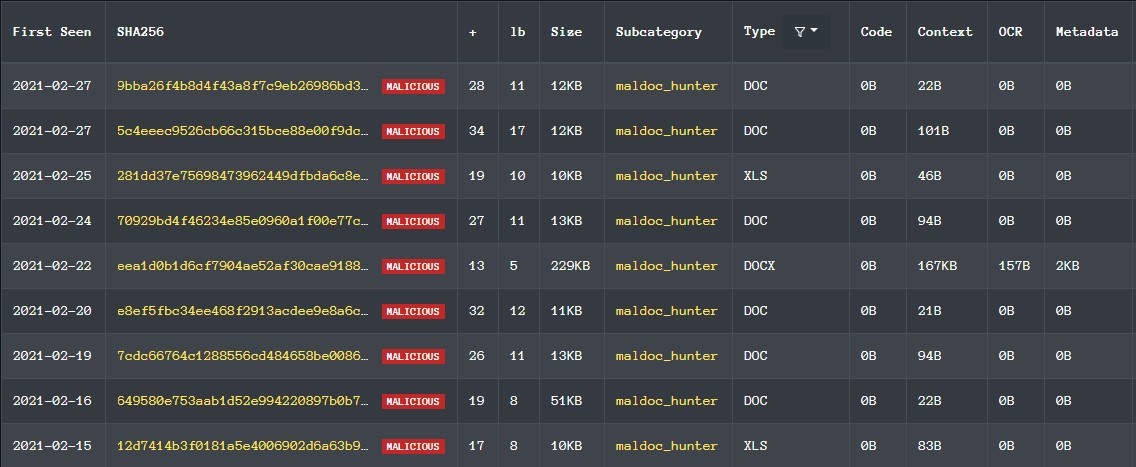 First Seen SHA256 + lb Size Subcategory Type Code Context OCR Metadata
2021-02-27 9bba26f4b8d4f43a8f7c9eb26986bd3… MALICIOUS 28 11 12KB maldoc_hunter DOC 0B 22B 0B 0B
2021-02-27 5c4eeec9526cb66c315bce88e00f9dc… MALICIOUS 34 17 12KB maldoc_hunter DOC 0B 101B 0B 0B
2021-02-25 281dd37e75698473962449dfbda6c8e… MALICIOUS 19 10 10KB maldoc_hunter XLS 0B 46B 0B 0B
2021-02-24 70929bd4f46234e85e0960a1f00e77c… MALICIOUS 27 11 13KB maldoc_hunter DOC 0B 94B 0B 0B
2021-02-22 eea1d0b1d6cf7904ae52af30cae9188… MALICIOUS 13 5 229KB maldoc_hunter DOCX 0B 167KB 157B 2KB
2021-02-20 e8ef5fbc34ee468f2913acdee9e8a6c… MALICIOUS 32 12 11KB maldoc_hunter DOC 0B 21B 0B 0B
2021-02-19 7cdc66764c1288556cd484658be0086… MALICIOUS 26 11 13KB maldoc_hunter DOC 0B 94B 0B 0B
2021-02-16 649580e753aab1d52e994220897b0b7… MALICIOUS 19 8 51KB maldoc_hunter DOC 0B 22B 0B 0B
2021-02-15 12d7414b3f0181a5e4006902d6a63b9… MALICIOUS 17 8 10KB maldoc_hunter XLS 0B 83B 0B 0B